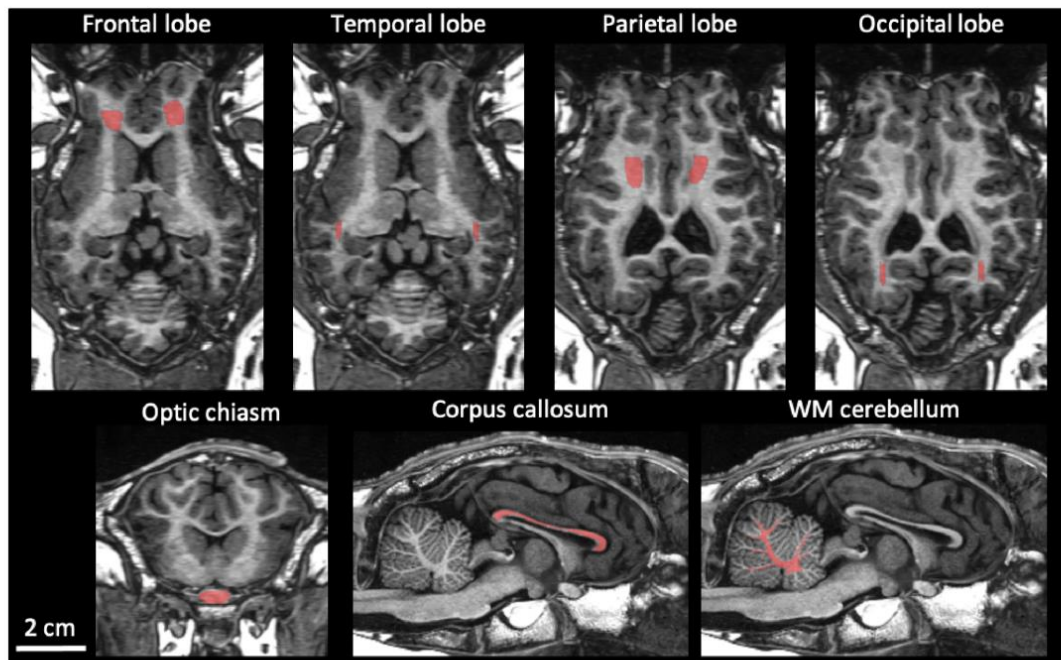 Frontal lobe
Temporal lobe
Parietal lobe
Occipital lobe
Optic chiasm
Corpus callosum
WM cerebellum
2 cm